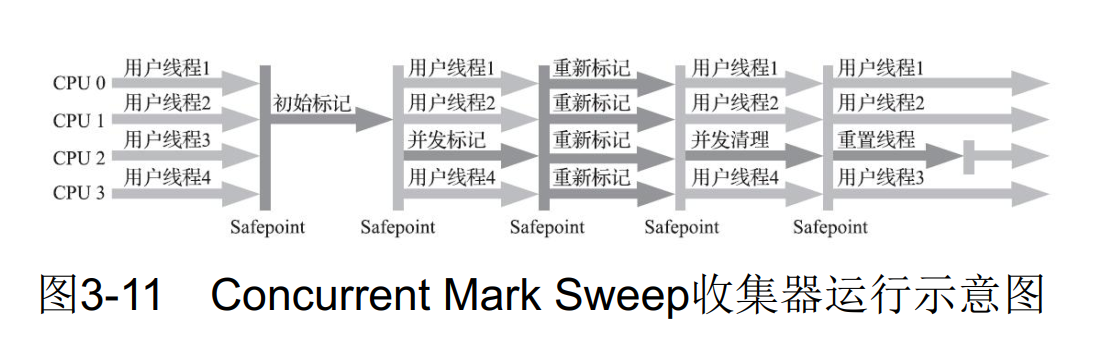 用户线程1 用户线程1 重新标记 用户线程1 用户线程1
CPU 0
用户线程2 初始标记 用户线程2 重新标记 用户线程2 用户线程2
CPU 1
用户线程3 并发标记 重新标记 并发清理 重置线程
CPU 2
用户线程4 用户线程4 重新标记 用户线程4 用户线程3
CPU 3
Safepoint Safepoint Safepoint Safepoint Safepoint
图3-11 Concurrent Mark Sweep收集器运行示意图